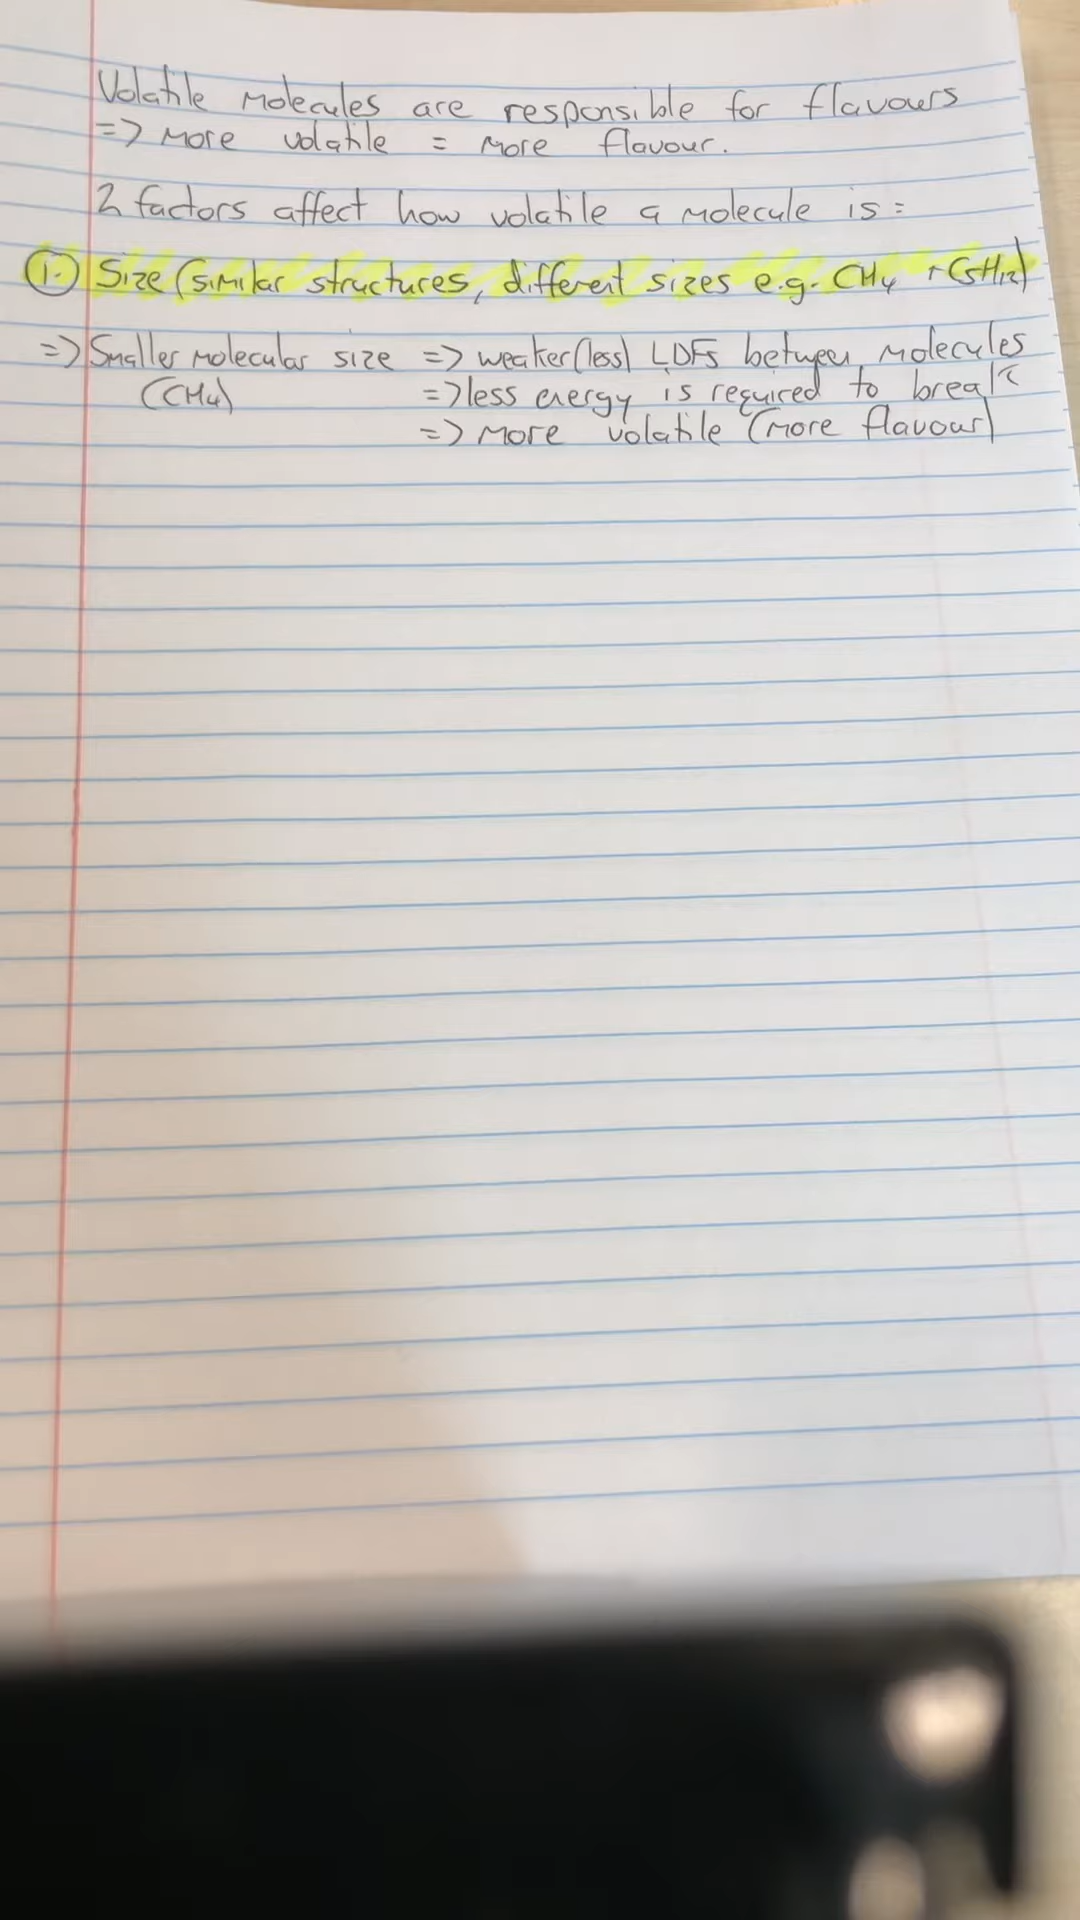 Volatile molecules are responsible for flavours
=> More volatile = More flavour.
2 factors affect how volatile a molecule is:
1. Size (similar structures, different sizes e.g. CH4 + C5H12)
=> Smaller molecular size => weaker (less) LDFs between molecules
(CH4) => less energy is required to break
=> More volatile (more flavour)